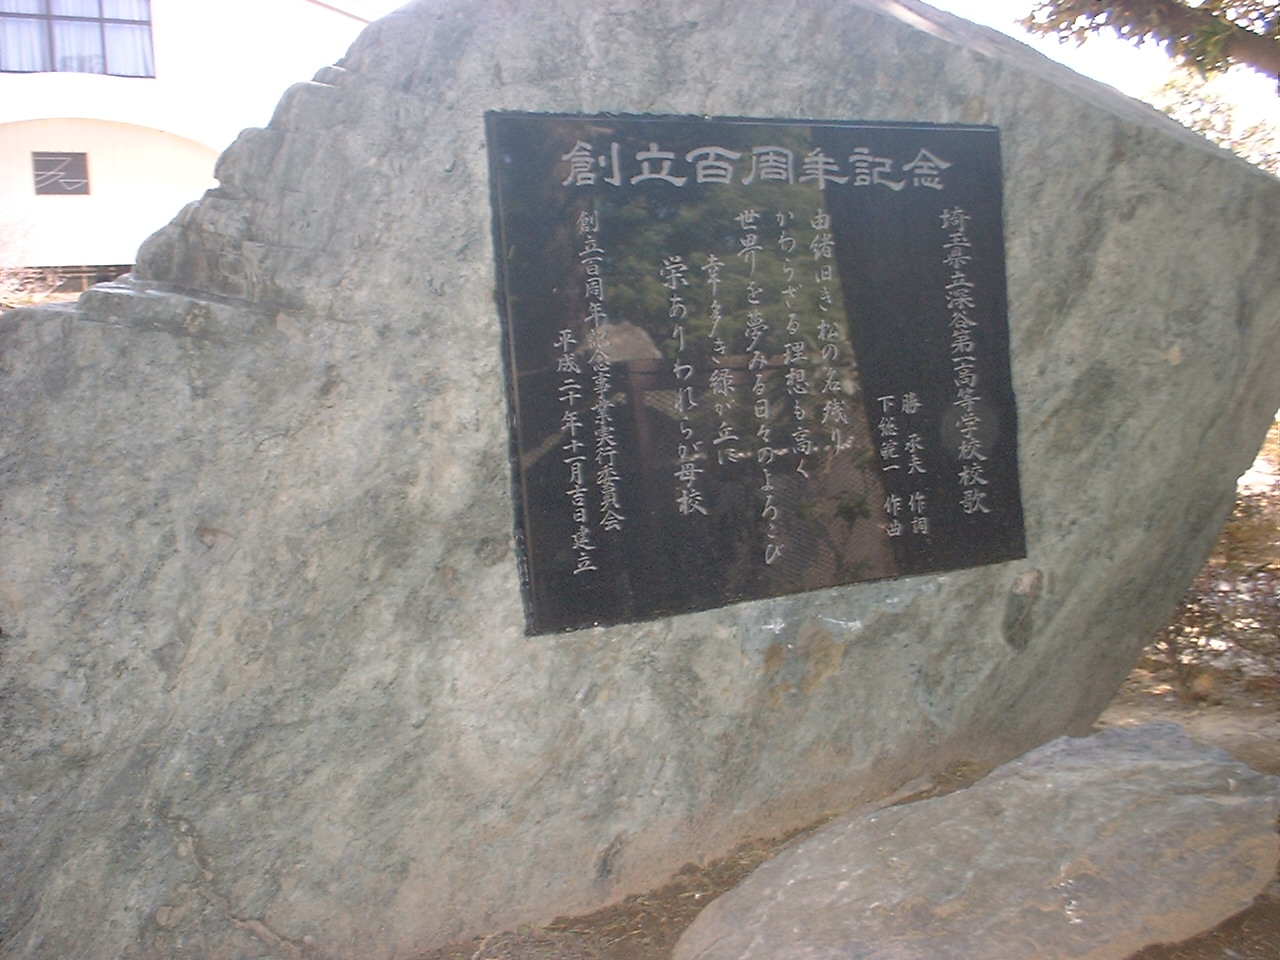 創立百周年記念
埼玉県立深谷第一高等学校校歌
勝 承夫 作詞
下総皖一 作曲
由緒旧き松の名残り
かわらざる理想も高く
世界を夢みる日々のよろこび
幸多き緑が丘に
栄ありわれらが母校
創立百周年記念事業実行委員会
平成二十年十一月吉日建立